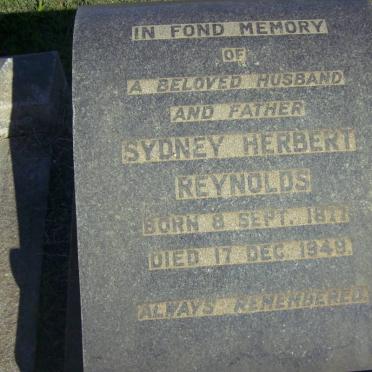 IN FOND MEMORY
OF
A BELOVED HUSBAND
AND FATHER
SYDNEY HERBERT
REYNOLDS
BORN 8 SEPT. 1877
DIED 17 DEC 1949.
ALWAYS REMEMBERED